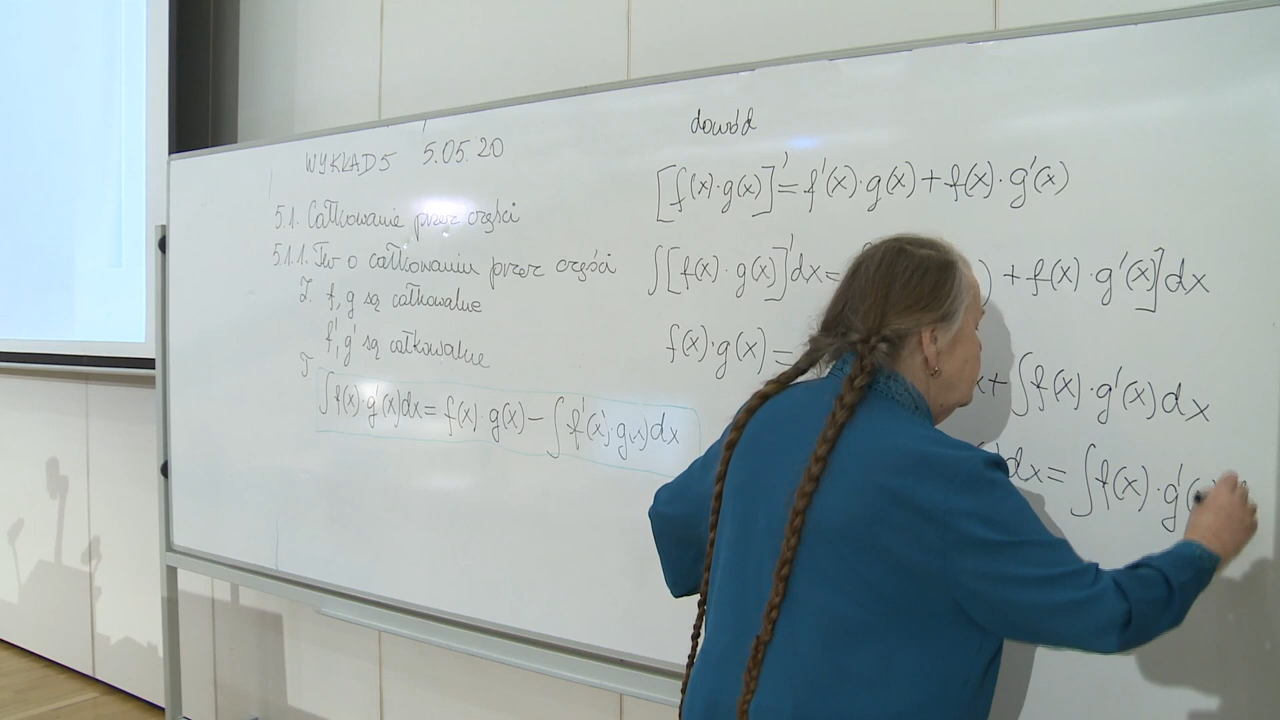 WYKŁAD 5 5.05.20
5.1. Całkowanie przez części
5.1.1. Tw o całkowaniu przez części
Z. f, g są całkowalne
f', g' są całkowalne
T.
∫f(x)·g'(x)dx = f(x)·g(x) - ∫f'(x)·g(x)dx
dowód
[f(x)·g(x)]' = f'(x)·g(x) + f(x)·g'(x)
∫[f(x)·g(x)]'dx = ) + f(x)·g'(x)]dx
f(x)·g(x) = x + ∫f(x)·g'(x)dx
dx = ∫f(x)·g'(